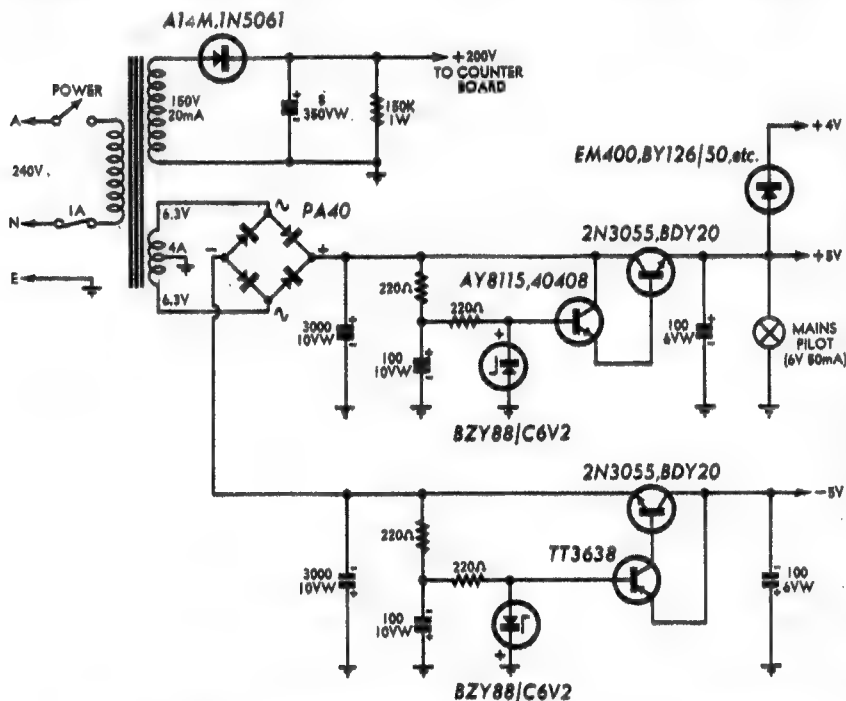 A14M,1N5061
+200V
TO COUNTER
BOARD
POWER
A
150V
20mA
8
350VW
150K
1W
+4V
240V.
EM400,BY126/50,etc.
1A
N
6.3V
PA40
4A
2N3055,BDY20
+5V
E
6.3V
220Ω
AY8115,40408
220Ω
3000
10VW
100
10VW
100
6VW
MAINS
PILOT
(6V 50mA)
BZY88/C6V2
2N3055,BDY20
-5V
220Ω
TT3638
220Ω
3000
10VW
100
10VW
100
6VW
BZY88/C6V2